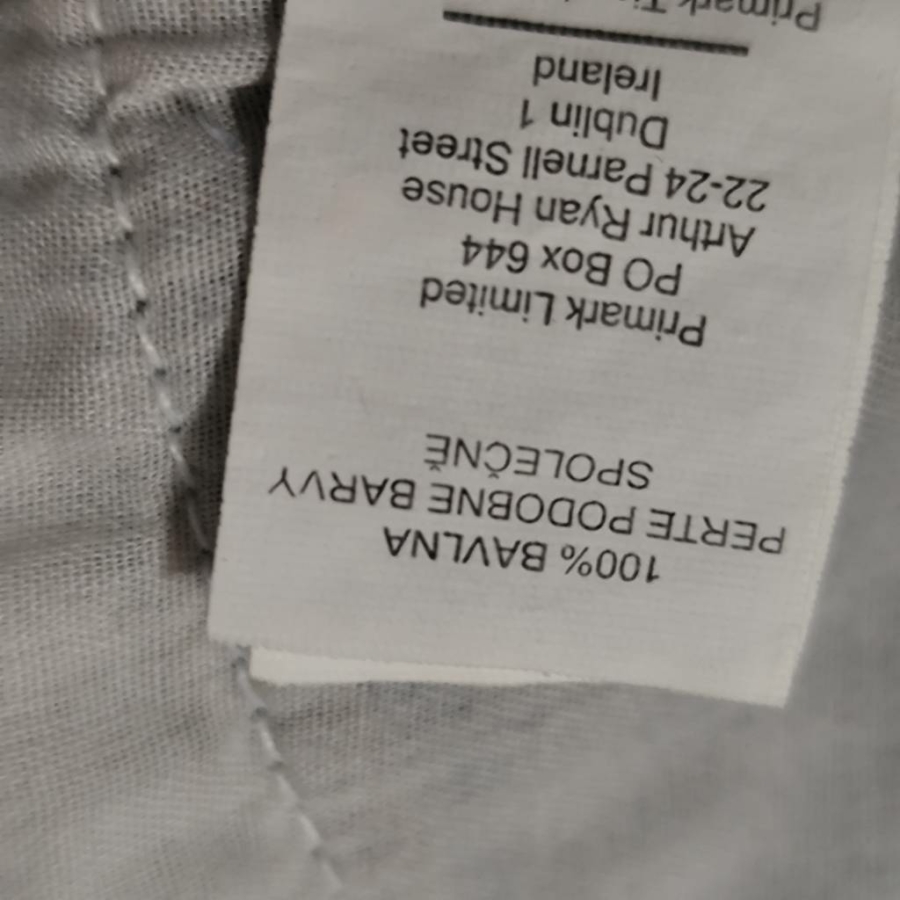 100% BAVLNA
PERTE PODOBNE BARVY
SPOLEČNĚ
Primark Limited
PO Box 644
Arthur Ryan House
22-24 Parnell Street
Dublin 1
Ireland
Primark